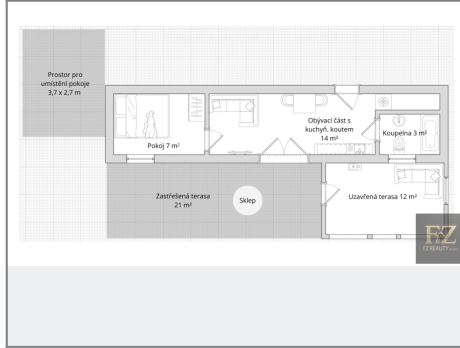 Prostor pro
umístění pokoje
3,7 x 2,7 m
Pokoj 7 m²
Obývací část s
kuchyň. koutem
14 m²
Koupelna 3 m²
Zastřešená terasa
21 m²
Sklep
Uzavřená terasa 12 m²
FZ
FZ REALITY